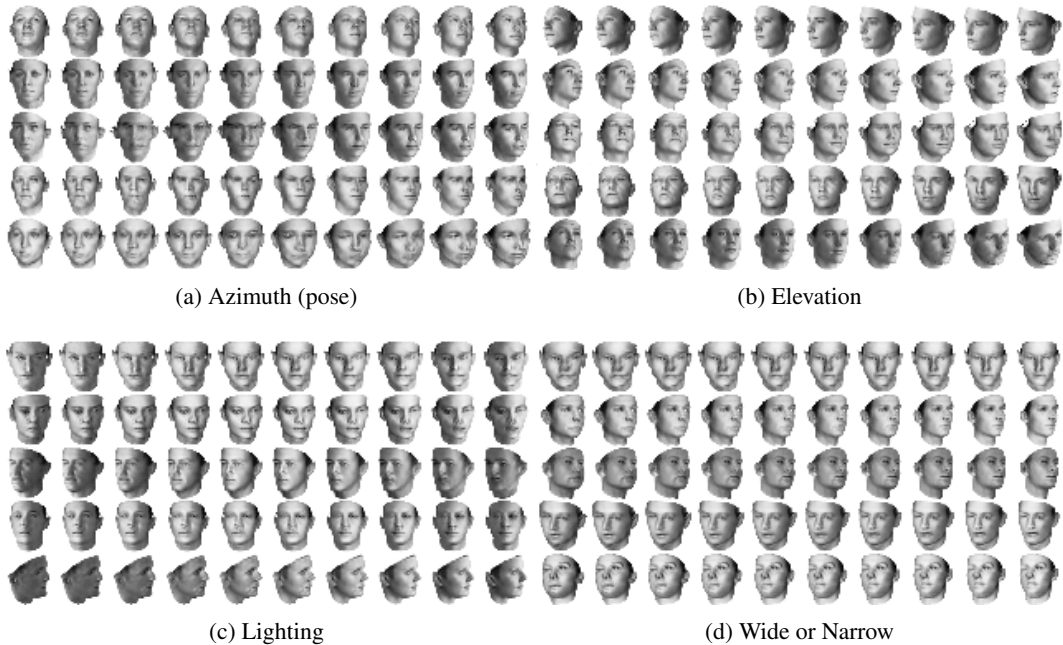 (a) Azimuth (pose)
(b) Elevation
(c) Lighting
(d) Wide or Narrow